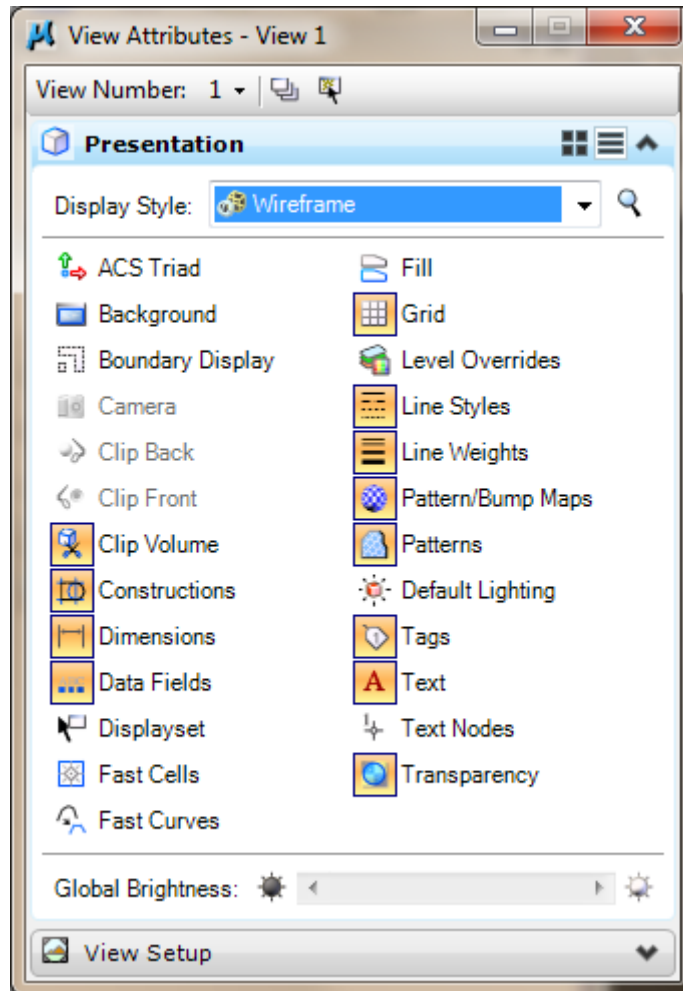 View Attributes - View 1
View Number: 1
Presentation
Display Style: Wireframe
ACS Triad
Background
Boundary Display
Camera
Clip Back
Clip Front
Clip Volume
Constructions
Dimensions
Data Fields
Displayset
Fast Cells
Fast Curves
Fill
Grid
Level Overrides
Line Styles
Line Weights
Pattern/Bump Maps
Patterns
Default Lighting
Tags
Text
Text Nodes
Transparency
Global Brightness:
View Setup